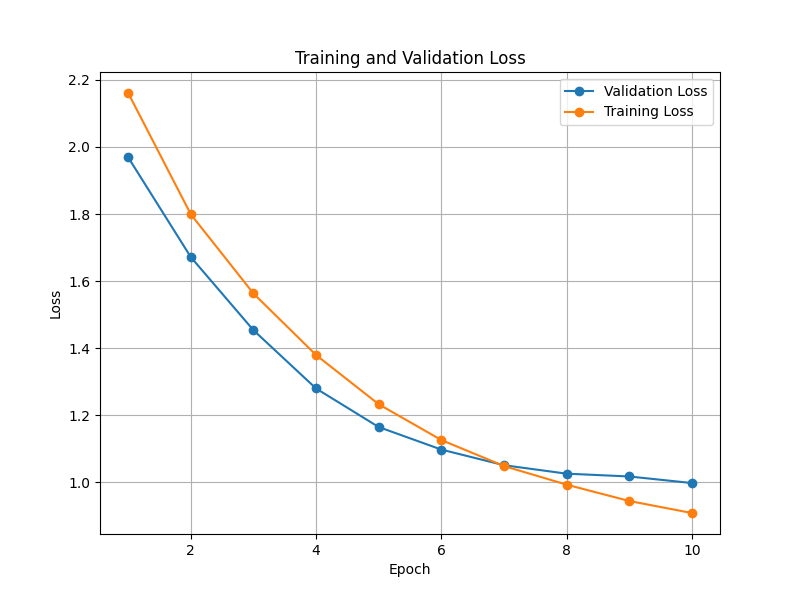 Training and Validation Loss
Validation Loss
Training Loss
2.2
2.0
1.8
1.6
1.4
1.2
1.0
Loss
2 4 6 8 10
Epoch